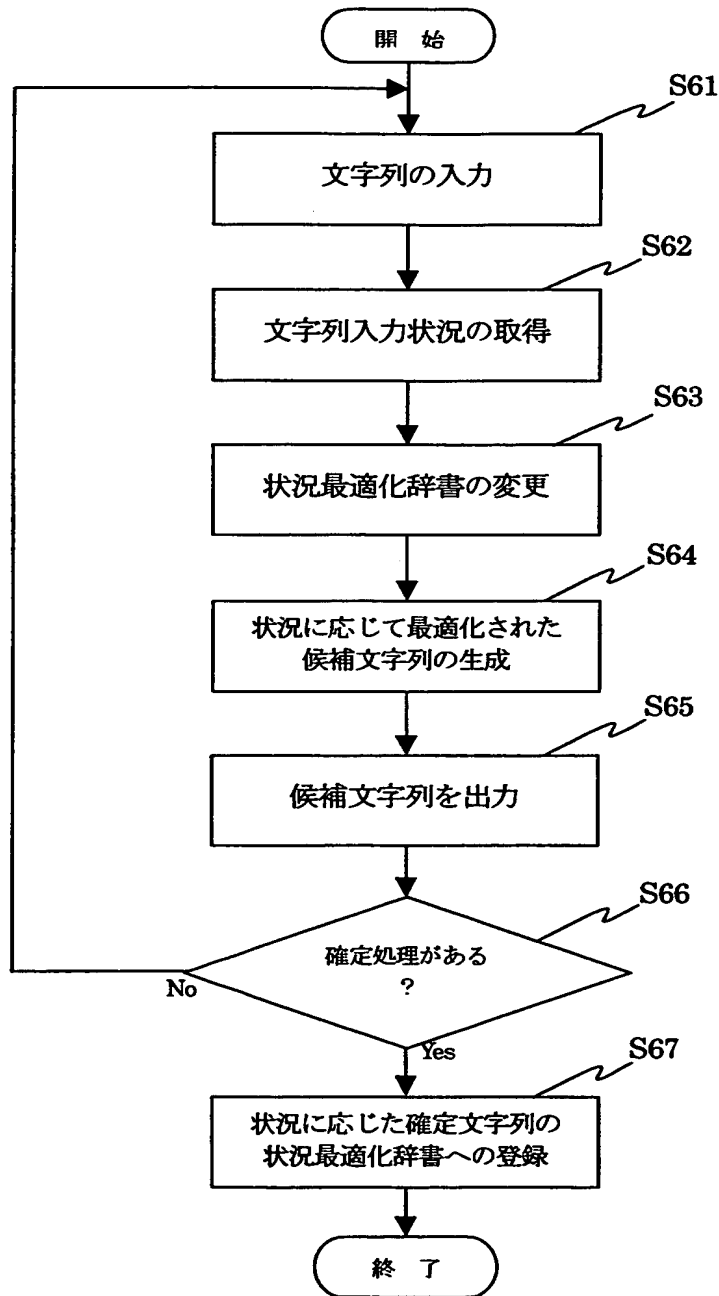 開 始
S61
文字列の入力
S62
文字列入力状況の取得
S63
状況最適化辞書の変更
S64
状況に応じて最適化された
候補文字列の生成
S65
候補文字列を出力
S66
確定処理がある
?
No
Yes
S67
状況に応じた確定文字列の
状況最適化辞書への登録
終 了